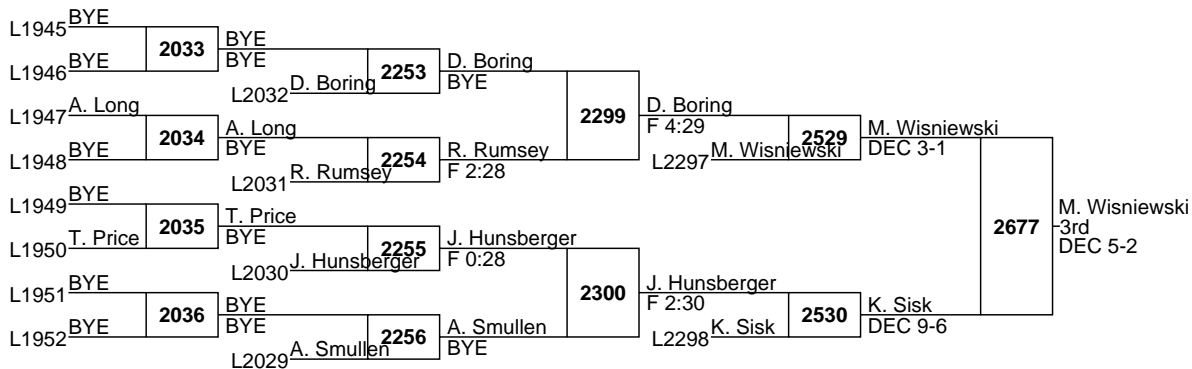 L1945 BYE
2033
L1946 BYE
BYE
BYE
L2032 D. Boring
2253
D. Boring
BYE
L1947 A. Long
2034
L1948 BYE
A. Long
BYE
L2031 R. Rumsey
2254
R. Rumsey
F 2:28
2299
D. Boring
F 4:29
L2297 M. Wisniewski
2529
M. Wisniewski
DEC 3-1
L1949 BYE
2035
L1950 T. Price
T. Price
BYE
L2030 J. Hunsberger
2255
J. Hunsberger
F 0:28
L1951 BYE
2036
L1952 BYE
BYE
BYE
L2029 A. Smullen
2256
A. Smullen
BYE
2300
J. Hunsberger
F 2:30
L2298 K. Sisk
2530
K. Sisk
DEC 9-6
2677
M. Wisniewski
3rd
DEC 5-2